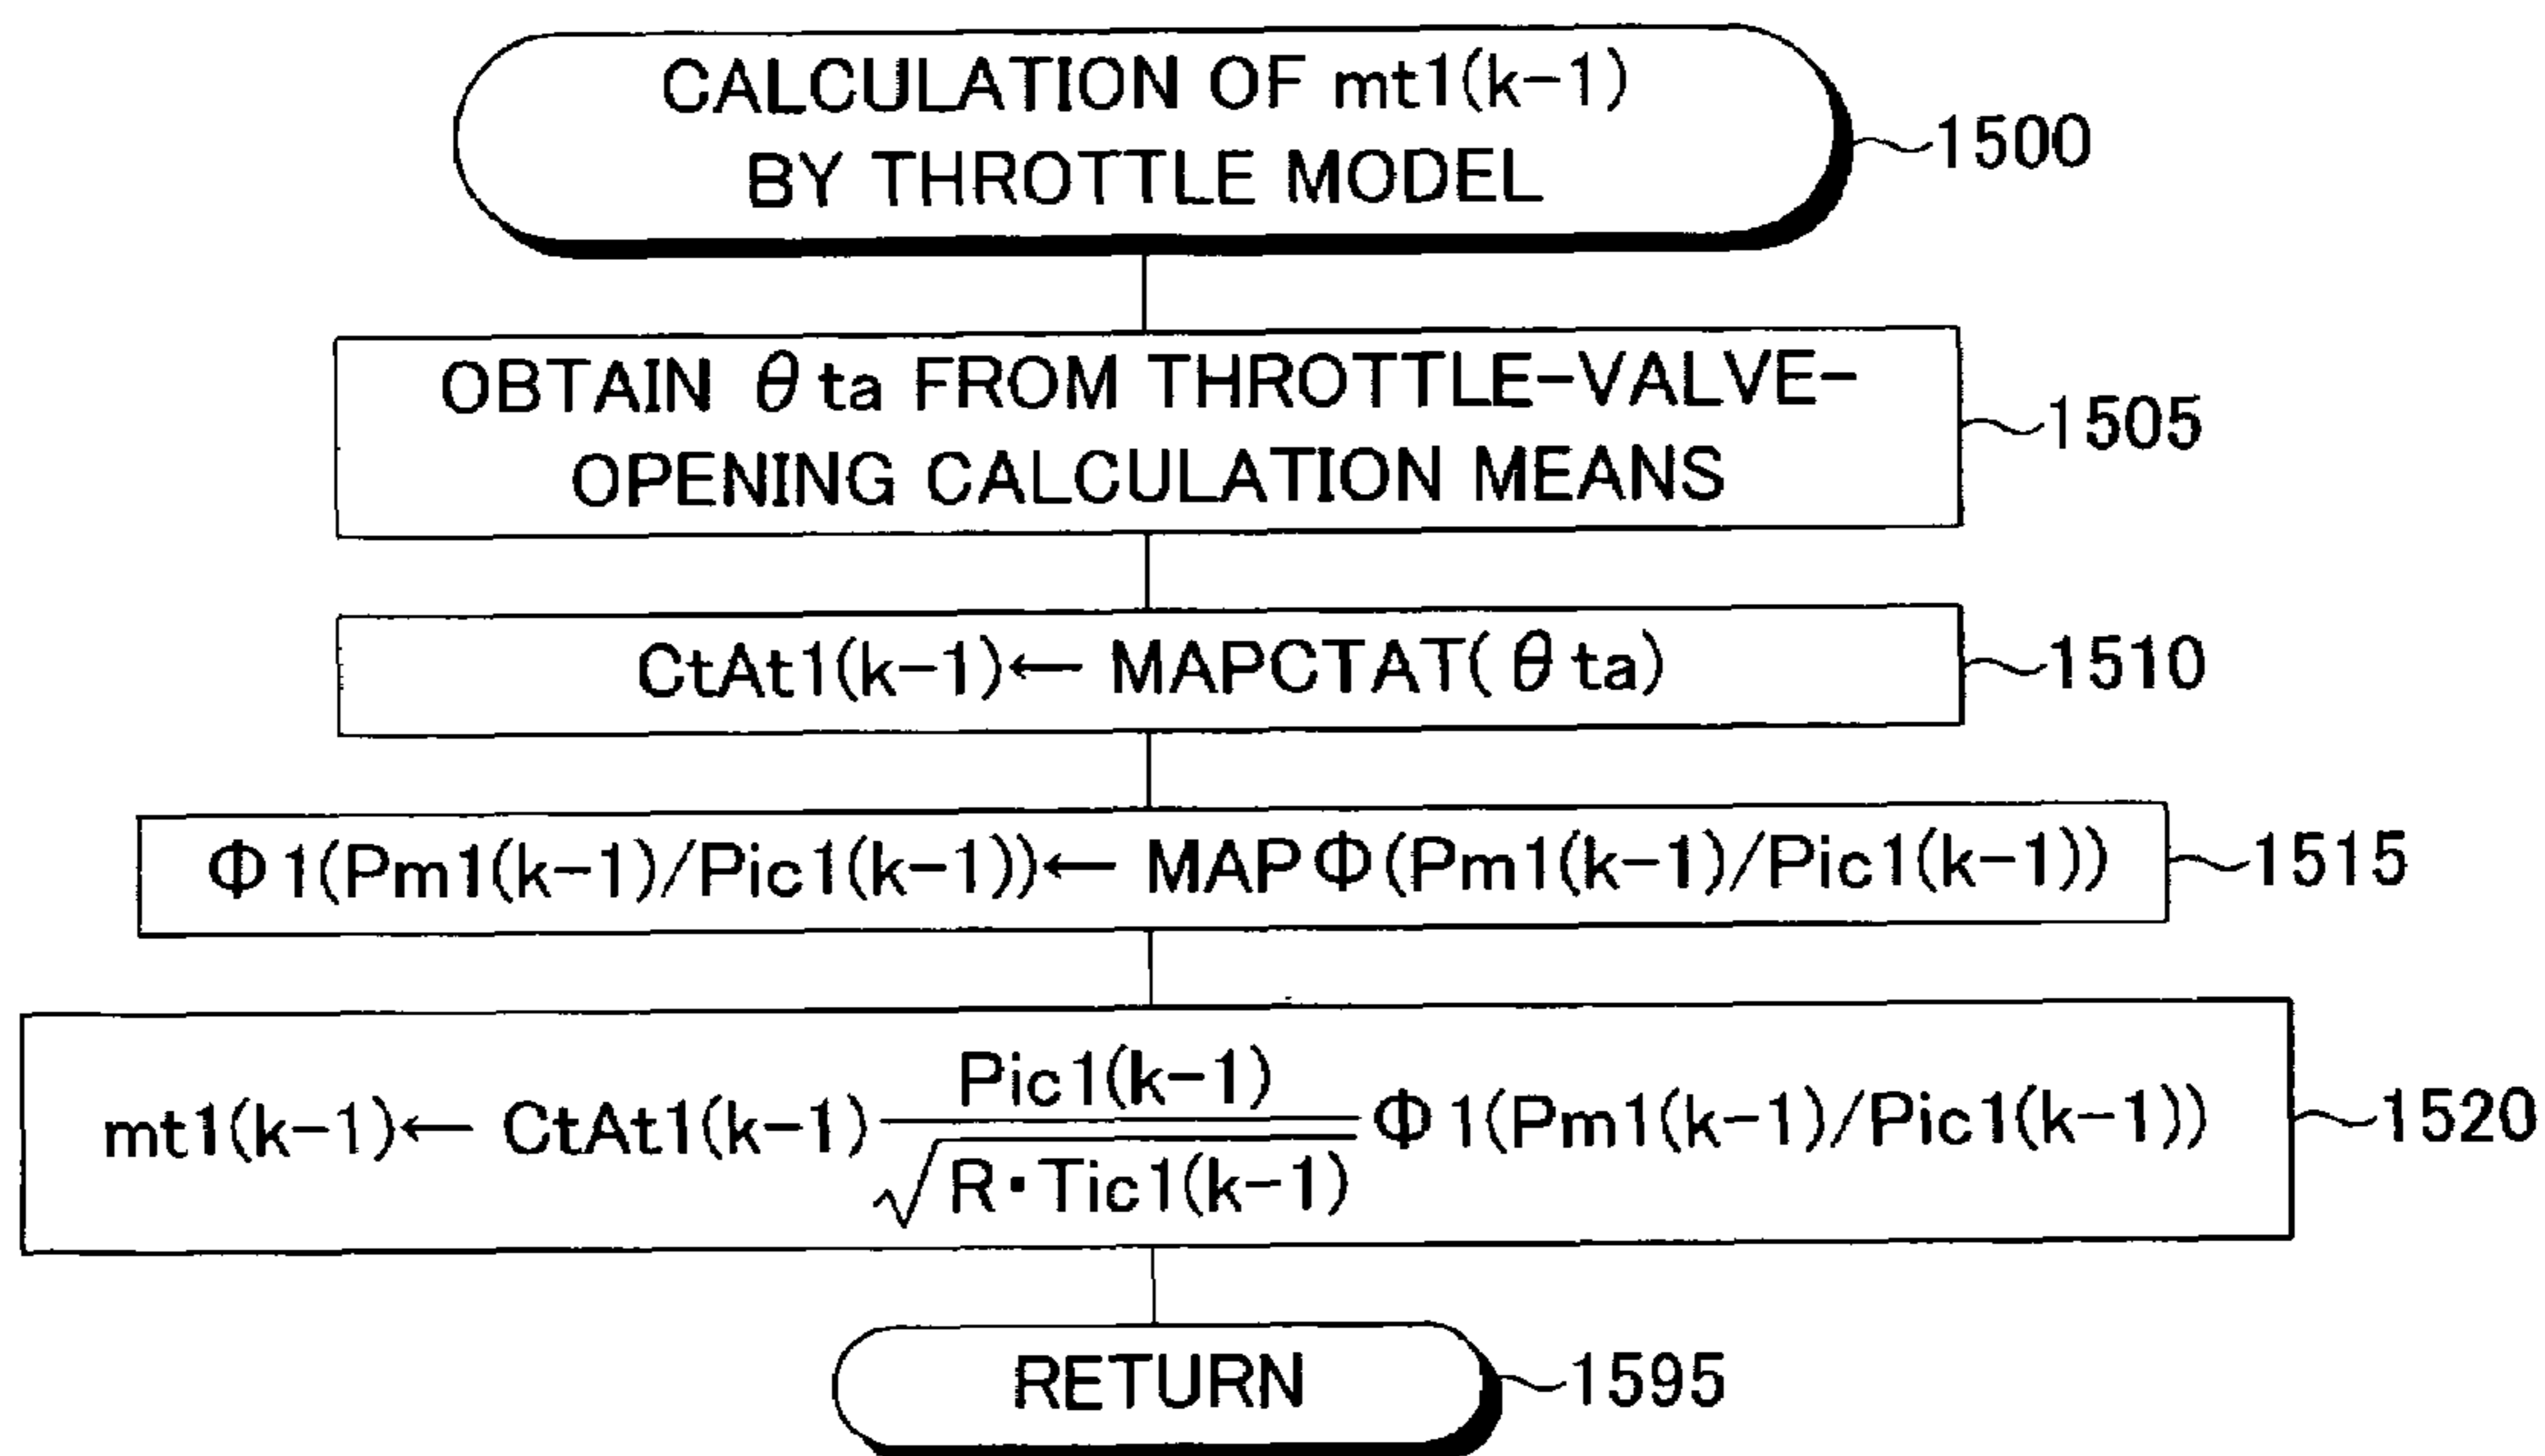 CALCULATION OF mt1(k-1)
BY THROTTLE MODEL
1500
OBTAIN θta FROM THROTTLE-VALVE-
OPENING CALCULATION MEANS
1505
CtAt1(k-1)← MAPCTAT(θta)
1510
Φ1(Pm1(k-1)/Pic1(k-1))← MAPΦ(Pm1(k-1)/Pic1(k-1))
1515
mt1(k-1)← CtAt1(k-1) Pic1(k-1) / √R·Tic1(k-1) Φ1(Pm1(k-1)/Pic1(k-1))
1520
RETURN
1595